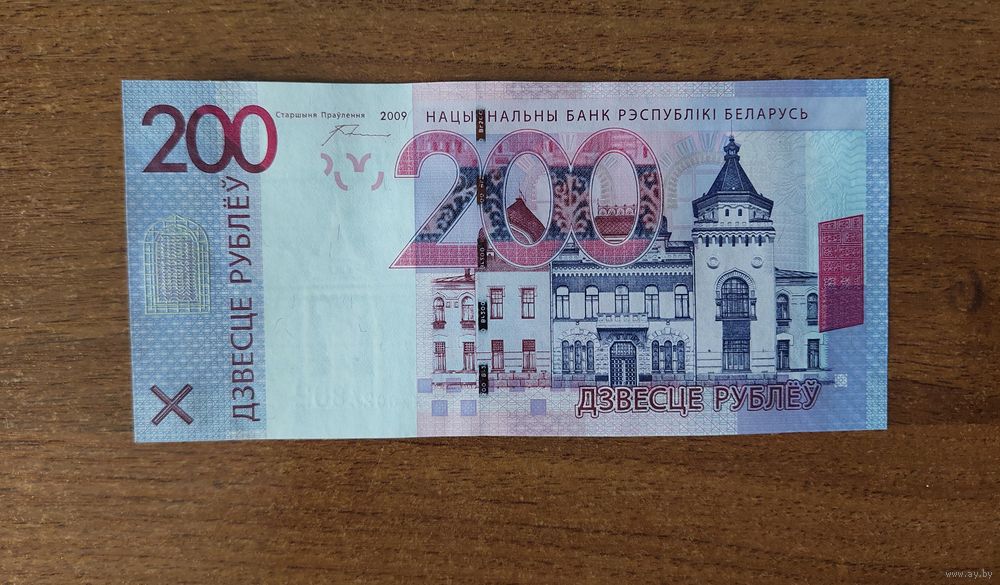 200
Старшыня Праўлення 2009
НАЦЫЯНАЛЬНЫ БАНК РЭСПУБЛІКІ БЕЛАРУСЬ
200
ДЗВЕСЦЕ РУБЛЁЎ
ДЗВЕСЦЕ РУБЛЁЎ
www.ay.by